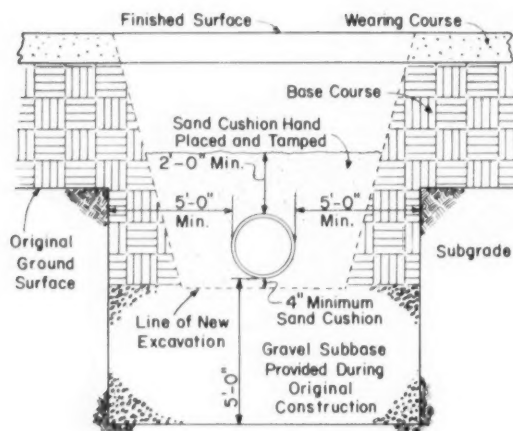 Finished Surface
Wearing Course
Base Course
Sand Cushion Hand
Placed and Tamped
2'-0" Min.
5'-0"
Min.
5'-0"
Min.
Original
Ground
Surface
Subgrade
4" Minimum
Sand Cushion
Line of New
Excavation
5'-0"
Gravel Subbase
Provided During
Original
Construction